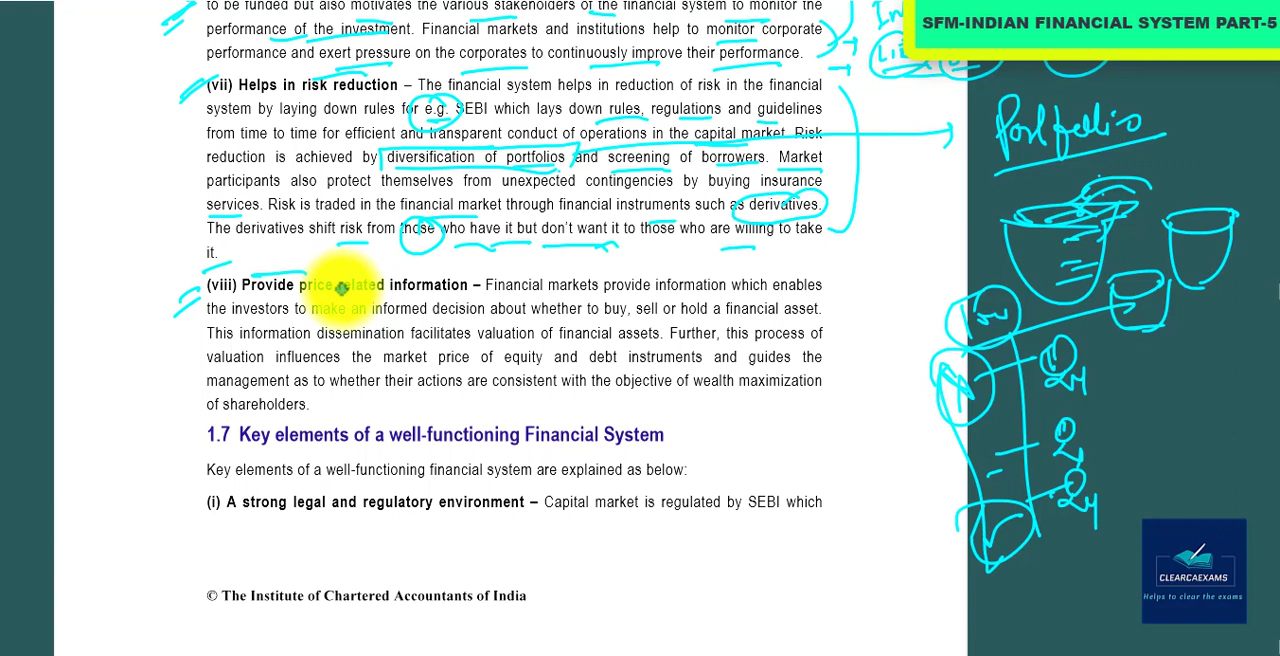 to be funded but also motivates the various stakeholders of the financial system to monitor the
performance of the investment. Financial markets and institutions help to monitor corporate
performance and exert pressure on the corporates to continuously improve their performance.
(vii) Helps in risk reduction – The financial system helps in reduction of risk in the financial
system by laying down rules for e.g. SEBI which lays down rules, regulations and guidelines
from time to time for efficient and transparent conduct of operations in the capital market. Risk
reduction is achieved by diversification of portfolios and screening of borrowers. Market
participants also protect themselves from unexpected contingencies by buying insurance
services. Risk is traded in the financial market through financial instruments such as derivatives.
The derivatives shift risk from those who have it but don't want it to those who are willing to take
it.
(viii) Provide price related information – Financial markets provide information which enables
the investors to make an informed decision about whether to buy, sell or hold a financial asset.
This information dissemination facilitates valuation of financial assets. Further, this process of
valuation influences the market price of equity and debt instruments and guides the
management as to whether their actions are consistent with the objective of wealth maximization
of shareholders.
1.7 Key elements of a well-functioning Financial System
Key elements of a well-functioning financial system are explained as below:
(i) A strong legal and regulatory environment – Capital market is regulated by SEBI which
© The Institute of Chartered Accountants of India
SFM-INDIAN FINANCIAL SYSTEM PART-5
Portfolio
CLEARCAEXAMS
Helps to clear the exams